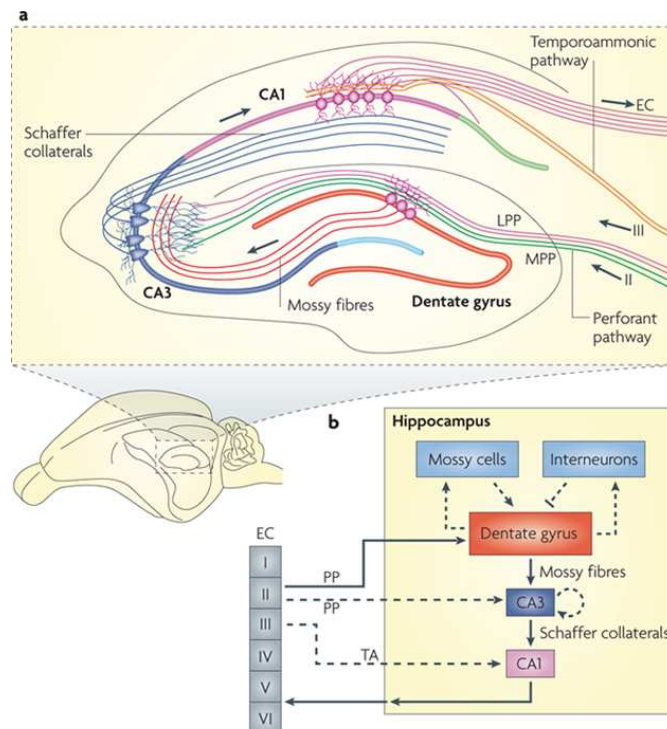 a
Temporoammonic
pathway
CA1
EC
Schaffer
collaterals
LPP
III
MPP
II
CA3
Mossy fibres
Dentate gyrus
Perforant
pathway
b
Hippocampus
Mossy cells
Interneurons
EC
Dentate gyrus
I
PP
Mossy fibres
II
PP
CA3
III
Schaffer collaterals
IV
TA
CA1
V
VI